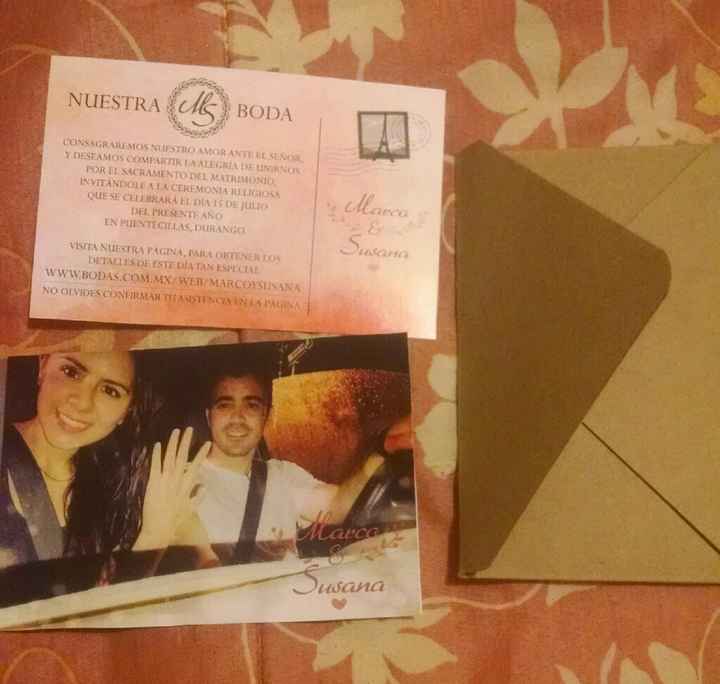 NUESTRA MS BODA
CONSAGRAREMOS NUESTRO AMOR ANTE EL SEÑOR,
Y DESEAMOS COMPARTIR LA ALEGRÍA DE UNIRNOS
POR EL SACRAMENTO DEL MATRIMONIO,
INVITÁNDOLE A LA CEREMONIA RELIGIOSA
QUE SE CELEBRARÁ EL DÍA 15 DE JULIO
DEL PRESENTE AÑO
EN PUENTECILLAS, DURANGO.
VISITA NUESTRA PÁGINA, PARA OBTENER LOS
DETALLES DE ESTE DÍA TAN ESPECIAL
WWW.BODAS.COM.MX/WEB/MARCOYSUSANA
NO OLVIDES CONFIRMAR TU ASISTENCIA EN LA PÁGINA
Marco
&
Susana
Marco
&
Susana